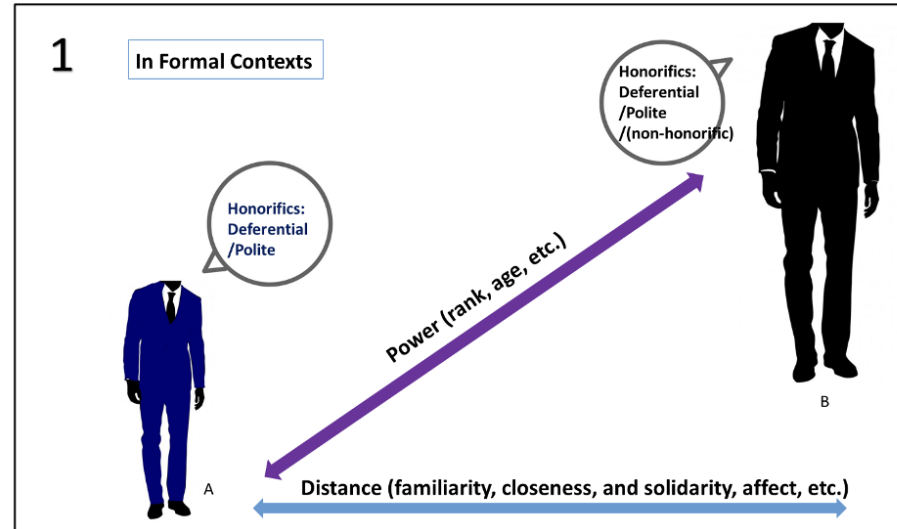 1
In Formal Contexts
Honorifics:
Deferential
/Polite
/(non-honorific)
Honorifics:
Deferential
/Polite
Power (rank, age, etc.)
B
A
Distance (familiarity, closeness, and solidarity, affect, etc.)